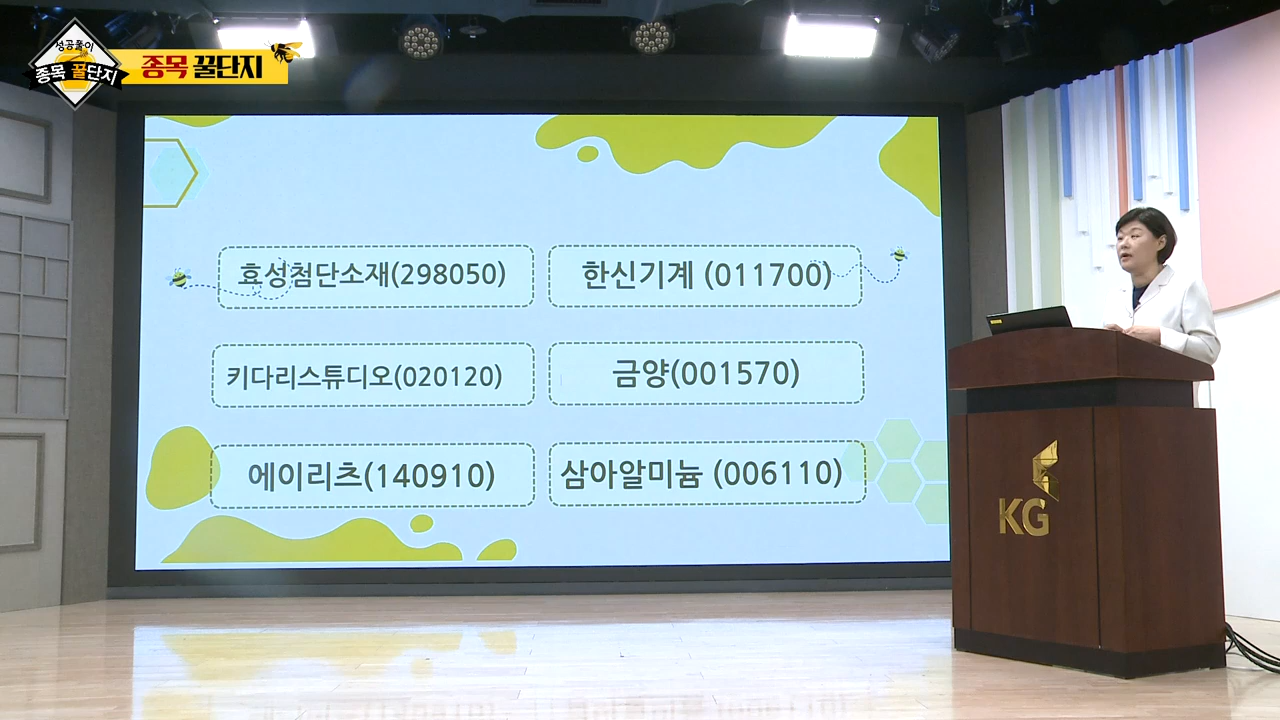 성공풀이
종목 꿀단지
종목 꿀단지
효성첨단소재(298050)
한신기계 (011700)
키다리스튜디오(020120)
금양(001570)
에이리츠(140910)
삼아알미늄 (006110)
KG